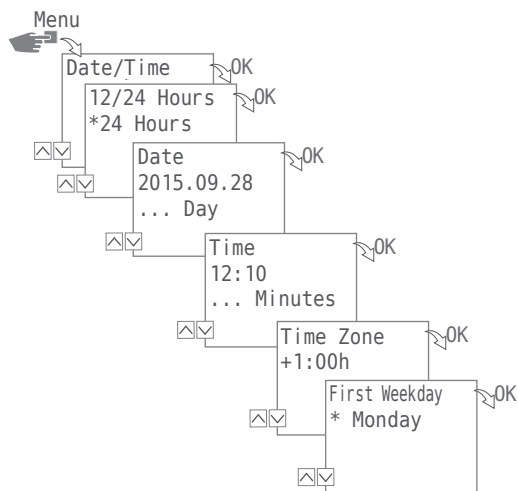 Menu
Date/Time
OK
12/24 Hours
OK
*24 Hours
Date
OK
2015.09.28
... Day
Time
OK
12:10
... Minutes
Time Zone
OK
+1:00h
First Weekday
OK
* Monday